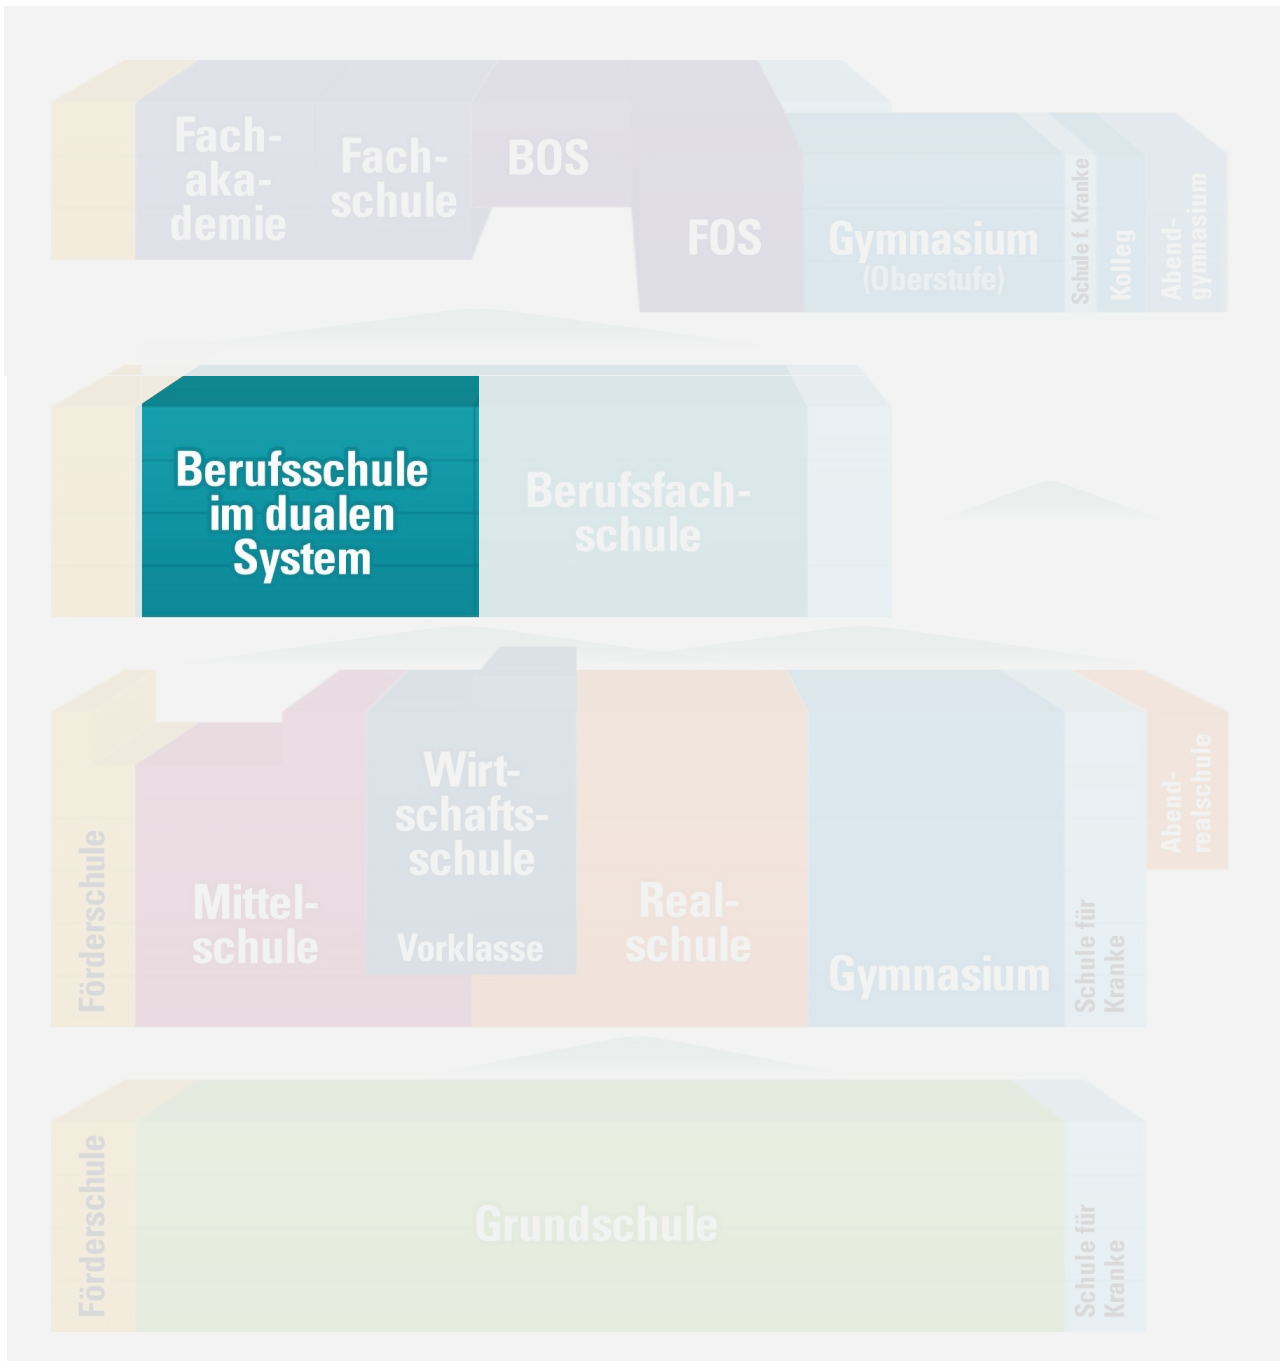 Fach-
aka-
demie
Fach-
schule
BOS
FOS
Gymnasium
(Oberstufe)
Schule f. Kranke
Kolleg
Abend-
gymnasium
Berufsschule
im dualen
System
Berufsfach-
schule
Förderschule
Mittel-
schule
Wirt-
schafts-
schule
Vorklasse
Real-
schule
Gymnasium
Schule für
Kranke
Abend-
realschule
Förderschule
Grundschule
Schule für
Kranke